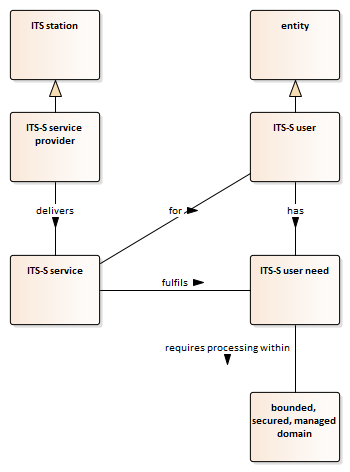 ITS station
entity
ITS-S service
provider
ITS-S user
delivers
for
has
ITS-S service
fulfils
ITS-S user need
requires processing within
bounded,
secured, managed
domain